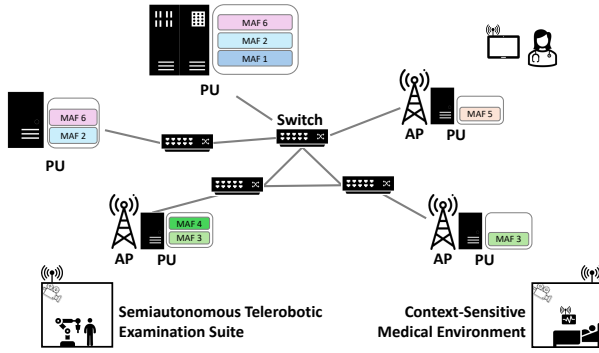 MAF 6
MAF 2
MAF 1
PU
MAF 6
MAF 2
PU
Switch
MAF 5
AP PU
MAF 4
MAF 3
AP PU
MAF 3
AP PU
Semiautonomous Telerobotic
Examination Suite
Context-Sensitive
Medical Environment